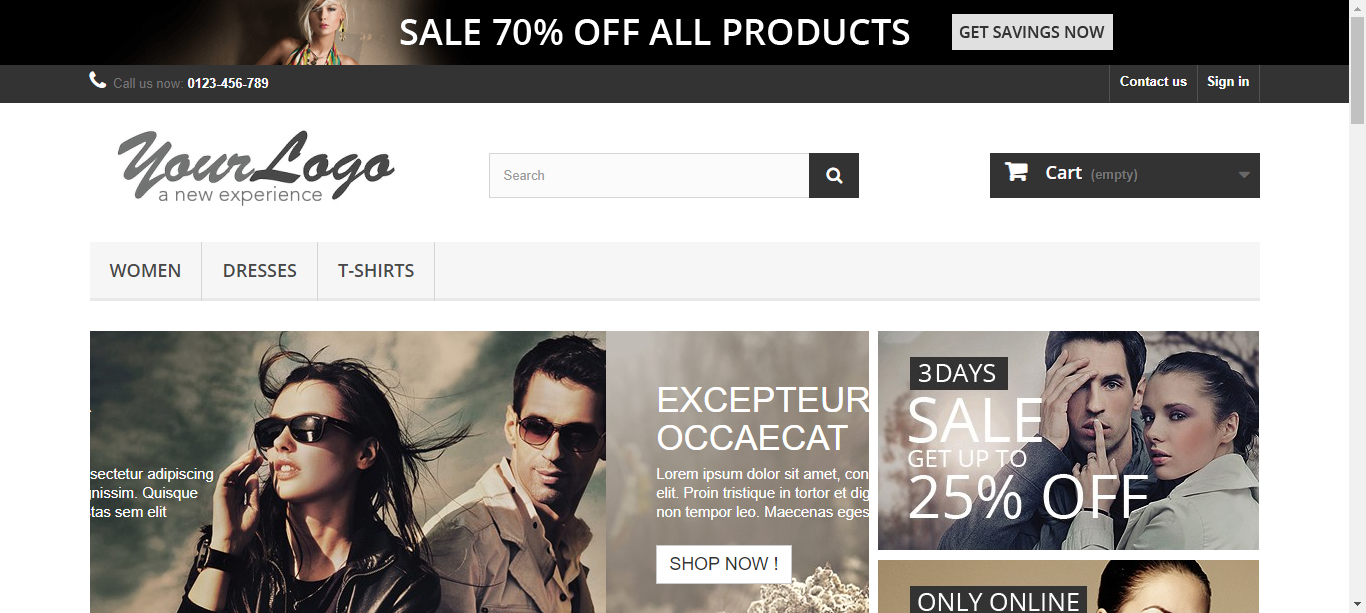 SALE 70% OFF ALL PRODUCTS
GET SAVINGS NOW
Call us now: 0123-456-789
Contact us
Sign in
YourLogo
a new experience
Search
Cart (empty)
WOMEN
DRESSES
T-SHIRTS
sectetur adipiscing
nissim. Quisque
tas sem elit
EXCEPTEUR
OCCAECAT
Lorem ipsum dolor sit amet, con
elit. Proin tristique in tortor et dig
non tempor leo. Maecenas eges
SHOP NOW !
3 DAYS
SALE
GET UP TO
25% OFF
ONLY ONLINE